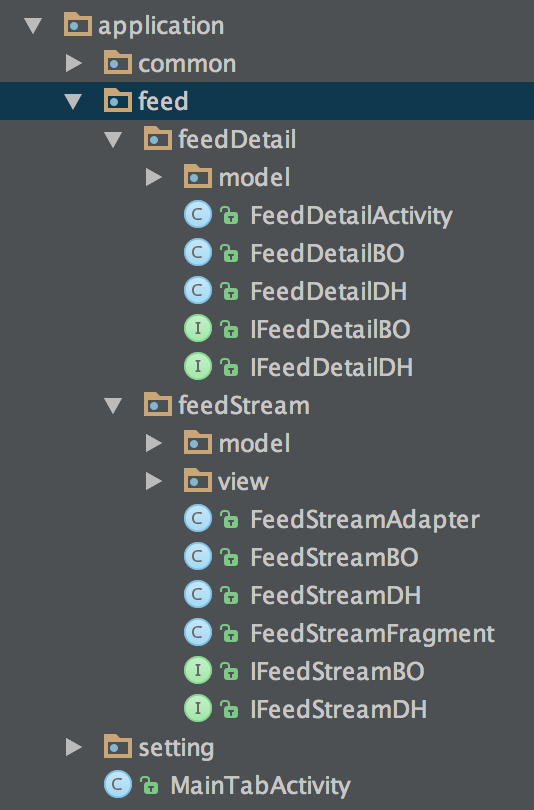 application
common
feed
feedDetail
model
FeedDetailActivity
FeedDetailBO
FeedDetailDH
IFeedDetailBO
IFeedDetailDH
feedStream
model
view
FeedStreamAdapter
FeedStreamBO
FeedStreamDH
FeedStreamFragment
IFeedStreamBO
IFeedStreamDH
setting
MainTabActivity